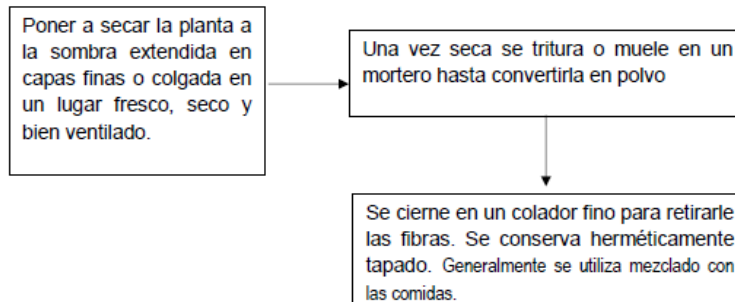 Poner a secar la planta a
la sombra extendida en
capas finas o colgada en
un lugar fresco, seco y
bien ventilado.
Una vez seca se tritura o muele en un
mortero hasta convertirla en polvo
Se cierne en un colador fino para retirarle
las fibras. Se conserva herméticamente
tapado. Generalmente se utiliza mezclado con
las comidas.